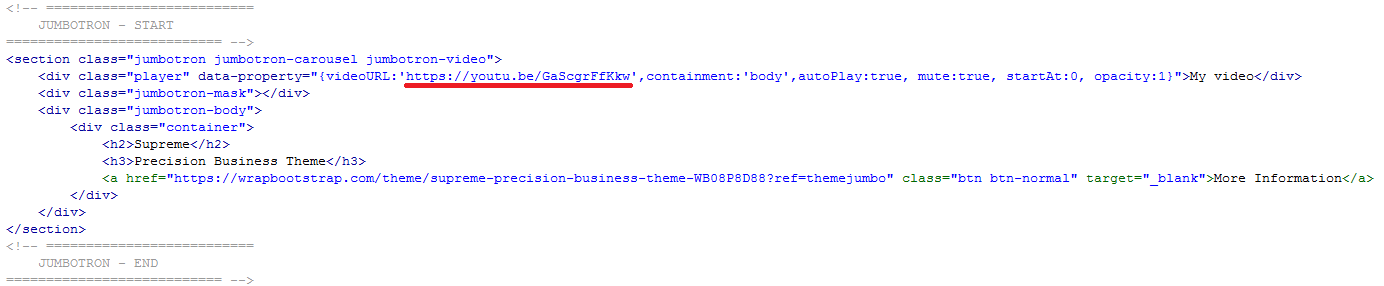 <!-- ==========================
    JUMBOTRON - START
=========================== -->
<section class="jumbotron jumbotron-carousel jumbotron-video">
    <div class="player" data-property="{videoURL:'https://youtu.be/GaScgrFfKkw',containment:'body',autoPlay:true, mute:true, startAt:0, opacity:1}">My video</div>
    <div class="jumbotron-mask"></div>
    <div class="jumbotron-body">
        <div class="container">
            <h2>Supreme</h2>
            <h3>Precision Business Theme</h3>
            <a href="https://wrapbootstrap.com/theme/supreme-precision-business-theme-WB08P8D88?ref=themejumbo" class="btn btn-normal" target="_blank">More Information</a>
        </div>
    </div>
</section>
<!-- ==========================
    JUMBOTRON - END
=========================== -->